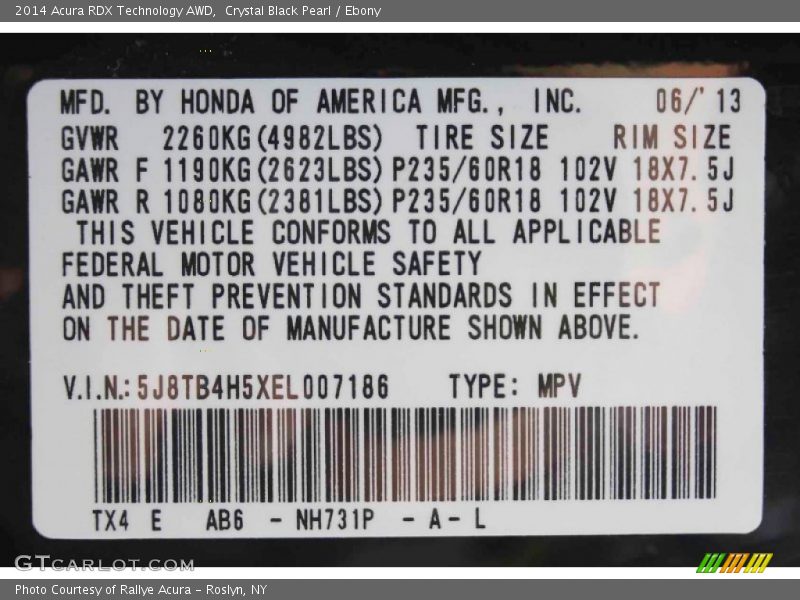 2014 Acura RDX Technology AWD,  Crystal Black Pearl / Ebony
MFD. BY HONDA OF AMERICA MFG., INC. 06/'13
GVWR 2260KG(4982LBS) TIRE SIZE RIM SIZE
GAWR F 1190KG(2623LBS) P235/60R18 102V 18X7.5J
GAWR R 1080KG(2381LBS) P235/60R18 102V 18X7.5J
THIS VEHICLE CONFORMS TO ALL APPLICABLE
FEDERAL MOTOR VEHICLE SAFETY
AND THEFT PREVENTION STANDARDS IN EFFECT
ON THE DATE OF MANUFACTURE SHOWN ABOVE.
V.I.N.: 5J8TB4H5XEL007186 TYPE: MPV
TX4 E AB6 - NH731P - A - L
GTCARLOT.COM
Photo Courtesy of Rallye Acura - Roslyn, NY